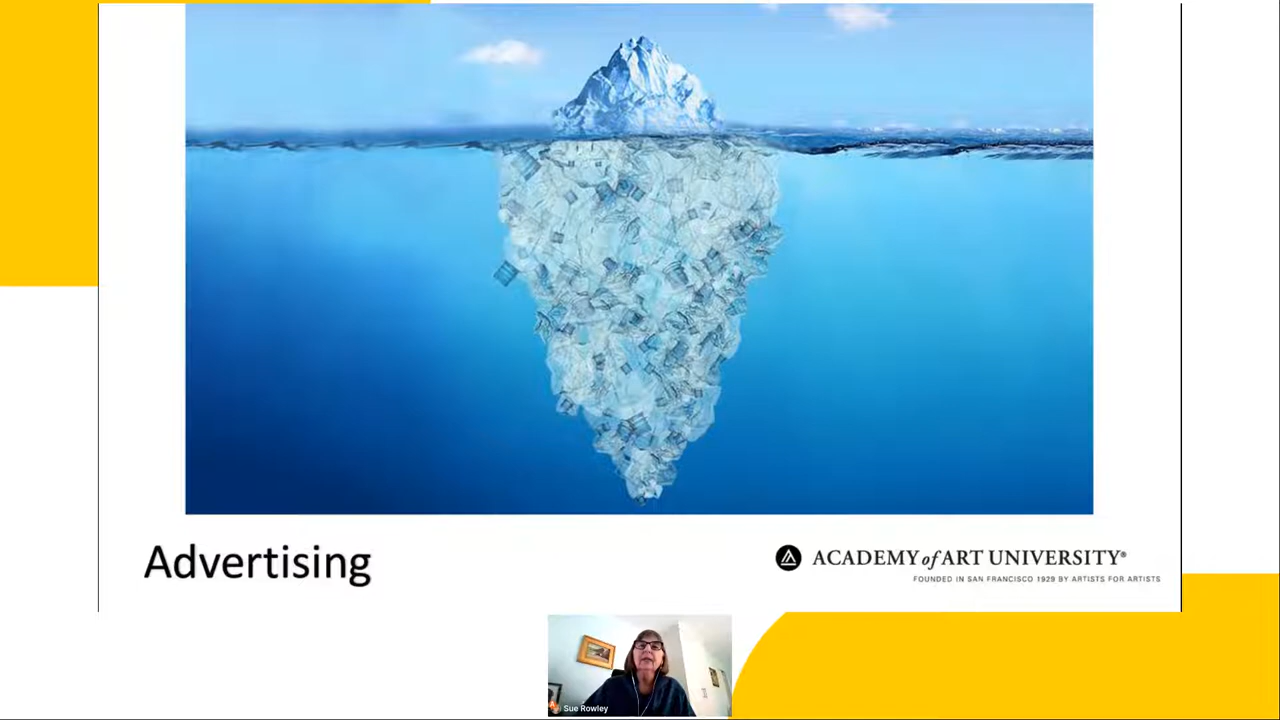 Advertising
ACADEMY of ART UNIVERSITY®
FOUNDED IN SAN FRANCISCO 1929 BY ARTISTS FOR ARTISTS
Sue Rowley